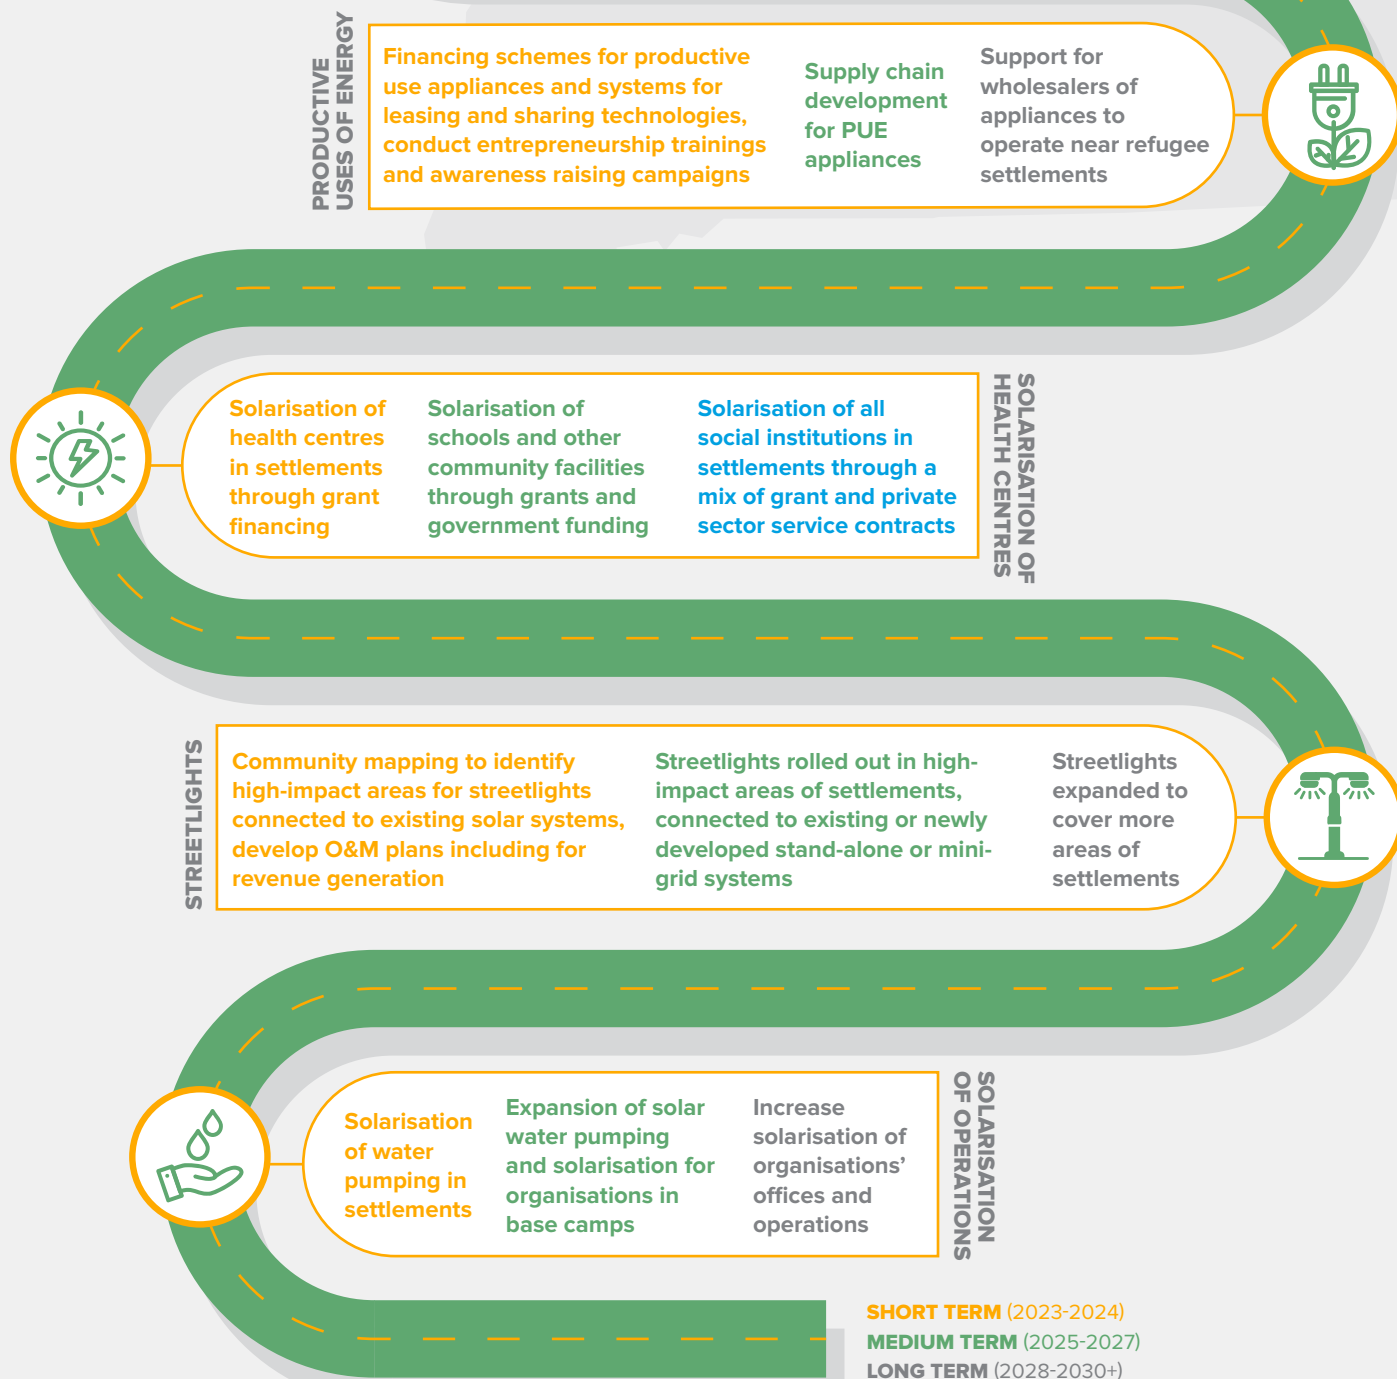 PRODUCTIVE
USES OF ENERGY
Financing schemes for productive
use appliances and systems for
leasing and sharing technologies,
conduct entrepreneurship trainings
and awareness raising campaigns
Supply chain
development
for PUE
appliances
Support for
wholesalers of
appliances to
operate near refugee
settlements
Solarisation of
health centres
in settlements
through grant
financing
Solarisation of
schools and other
community facilities
through grants and
government funding
Solarisation of all
social institutions in
settlements through a
mix of grant and private
sector service contracts
SOLARISATION OF
HEALTH CENTRES
STREETLIGHTS
Community mapping to identify
high-impact areas for streetlights
connected to existing solar systems,
develop O&M plans including for
revenue generation
Streetlights rolled out in high-
impact areas of settlements,
connected to existing or newly
developed stand-alone or mini-
grid systems
Streetlights
expanded to
cover more
areas of
settlements
Solarisation
of water
pumping in
settlements
Expansion of solar
water pumping
and solarisation for
organisations in
base camps
Increase
solarisation of
organisations’
offices and
operations
SOLARISATION
OF OPERATIONS
SHORT TERM (2023-2024)
MEDIUM TERM (2025-2027)
LONG TERM (2028-2030+)